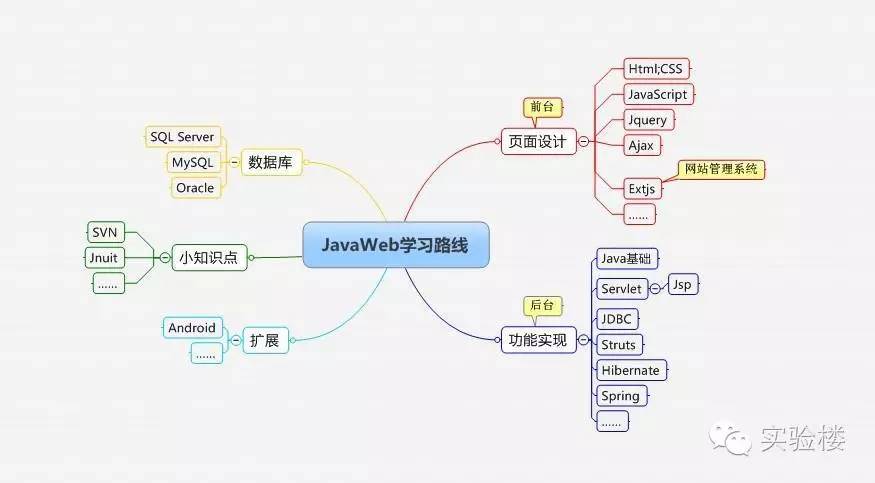 JavaWeb学习路线
前台
页面设计
Html;CSS
JavaScript
Jquery
Ajax
Extjs
网站管理系统
......
后台
功能实现
Java基础
Servlet
Jsp
JDBC
Struts
Hibernate
Spring
......
数据库
SQL Server
MySQL
Oracle
小知识点
SVN
Jnuit
......
扩展
Android
......
实验楼